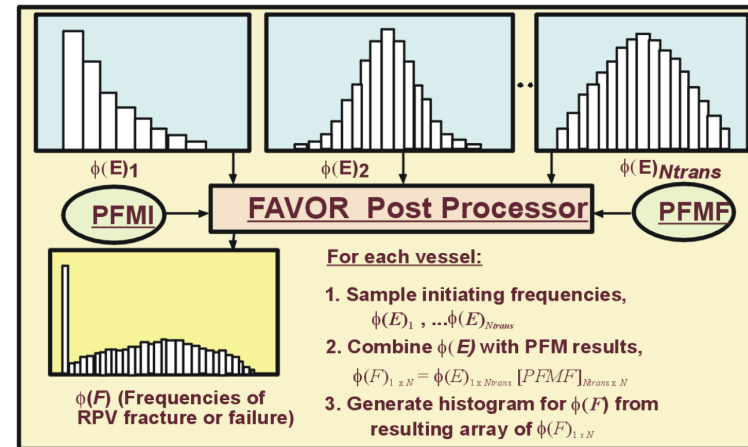 ..
ϕ(E)1
ϕ(E)2
ϕ(E)Ntrans
PFMI
FAVOR Post Processor
PFMF
For each vessel:
1. Sample initiating frequencies,
ϕ(E)₁ , ...ϕ(E)Ntrans
2. Combine ϕ(E) with PFM results,
ϕ(F)1 x N = ϕ(E)1 x Ntrans [PFMF]Ntrans x N
3. Generate histogram for ϕ(F) from
resulting array of ϕ(F)1 x N
ϕ(F) (Frequencies of
RPV fracture or failure)